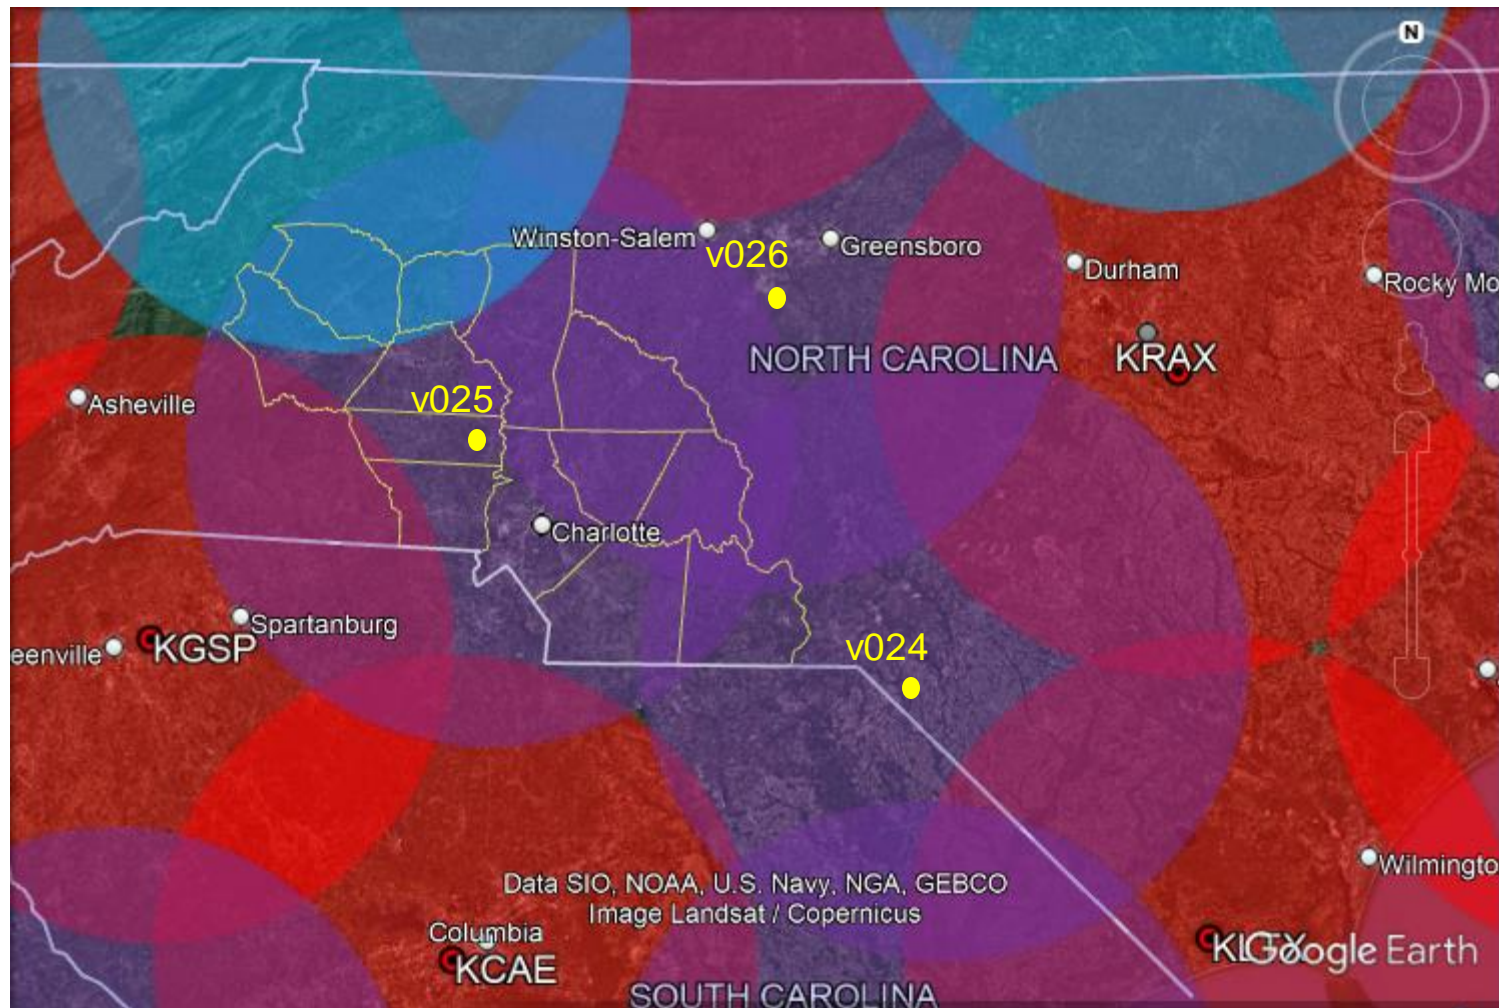 N
Winston-Salem
v026
Greensboro
Durham
Rocky Mo
NORTH CAROLINA
KRAX
v025
Asheville
Charlotte
Spartanburg
eenville
KGSP
v024
Wilmingto
Data SIO, NOAA, U.S. Navy, NGA, GEBCO
Image Landsat / Copernicus
Columbia
KCAE
KLTX
Google Earth
SOUTH CAROLINA